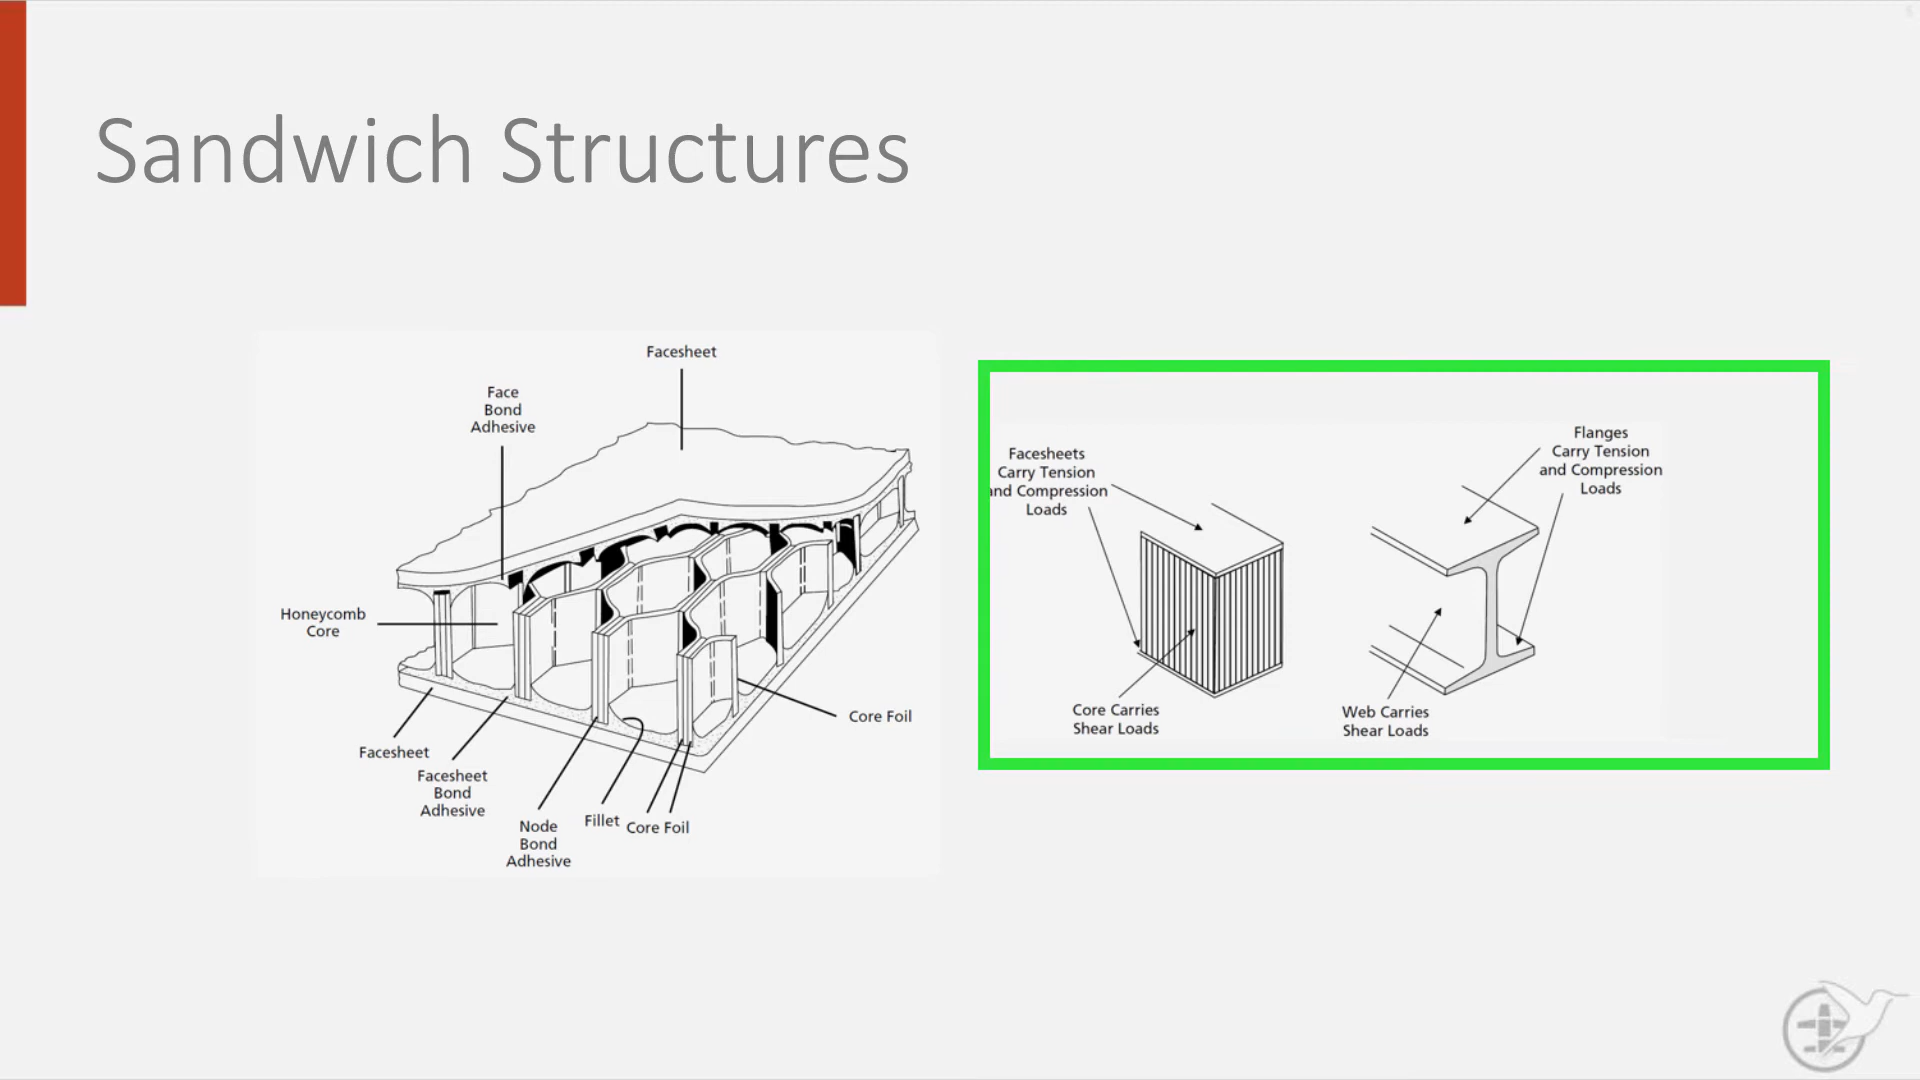 Sandwich Structures
Facesheet
Face
Bond
Adhesive
Honeycomb
Core
Core Foil
Facesheet
Facesheet
Bond
Adhesive
Node
Bond
Adhesive
Fillet
Core Foil
Facesheets
Carry Tension
and Compression
Loads
Core Carries
Shear Loads
Flanges
Carry Tension
and Compression
Loads
Web Carries
Shear Loads